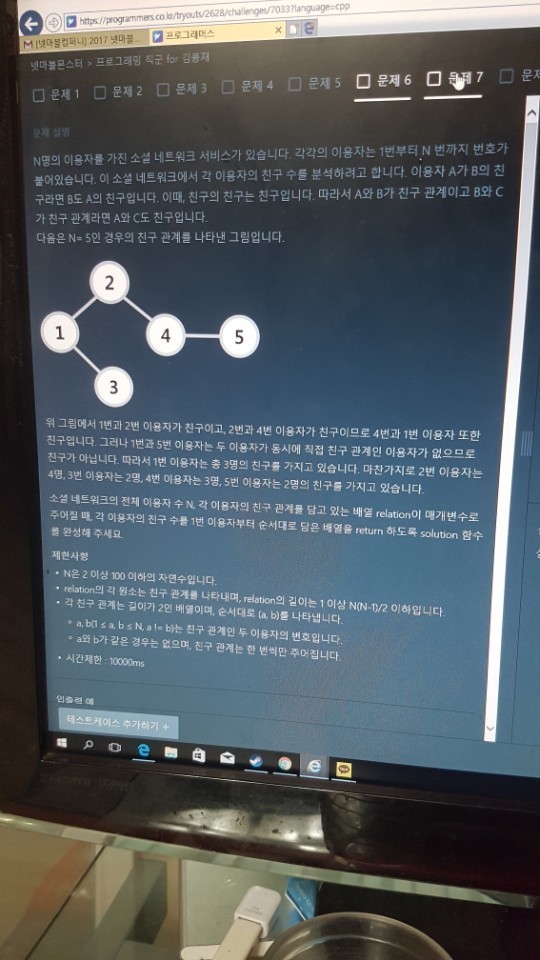 https://programmers.co.kr/tryouts/2628/challenges/7033?language=cpp
[넷마블컴퍼니] 2017 넷마블...
프로그래머스
넷마블몬스터 > 프로그래밍 직군 for 김용재
문제 1
문제 2
문제 3
문제 4
문제 5
문제 6
문제 7
문제 설명
N명의 이용자를 가진 소셜 네트워크 서비스가 있습니다. 각각의 이용자는 1번부터 N 번까지 번호가
붙어있습니다. 이 소셜 네트워크에서 각 이용자의 친구 수를 분석하려고 합니다. 이용자 A가 B의 친
구라면 B도 A의 친구입니다. 이때, 친구의 친구는 친구입니다. 따라서 A와 B가 친구 관계이고 B와 C
가 친구 관계라면 A와 C도 친구입니다.
다음은 N= 5인 경우의 친구 관계를 나타낸 그림입니다.
2
1
4
5
3
위 그림에서 1번과 2번 이용자가 친구이고, 2번과 4번 이용자가 친구이므로 4번과 1번 이용자 또한
친구입니다. 그러나 1번과 5번 이용자는 두 이용자가 동시에 직접 친구 관계인 이용자가 없으므로
친구가 아닙니다. 따라서 1번 이용자는 총 3명의 친구를 가지고 있습니다. 마찬가지로 2번 이용자는
4명, 3번 이용자는 2명, 4번 이용자는 3명, 5번 이용자는 2명의 친구를 가지고 있습니다.
소셜 네트워크의 전체 이용자 수 N, 각 이용자의 친구 관계를 담고 있는 배열 relation이 매개변수로
주어질 때, 각 이용자의 친구 수를 1번 이용자부터 순서대로 담은 배열을 return 하도록 solution 함수
를 완성해 주세요.
제한사항
• N은 2 이상 100 이하의 자연수입니다.
• relation의 각 원소는 친구 관계를 나타내며, relation의 길이는 1 이상 N(N-1)/2 이하입니다.
• 각 친구 관계는 길이가 2인 배열이며, 순서대로 (a, b)를 나타냅니다.
◦ a, b(1 ≤ a, b ≤ N, a != b)는 친구 관계인 두 이용자의 번호입니다.
◦ a와 b가 같은 경우는 없으며, 친구 관계는 한 번씩만 주어집니다.
• 시간제한 : 10000ms
입출력 예
테스트케이스 추가하기 +